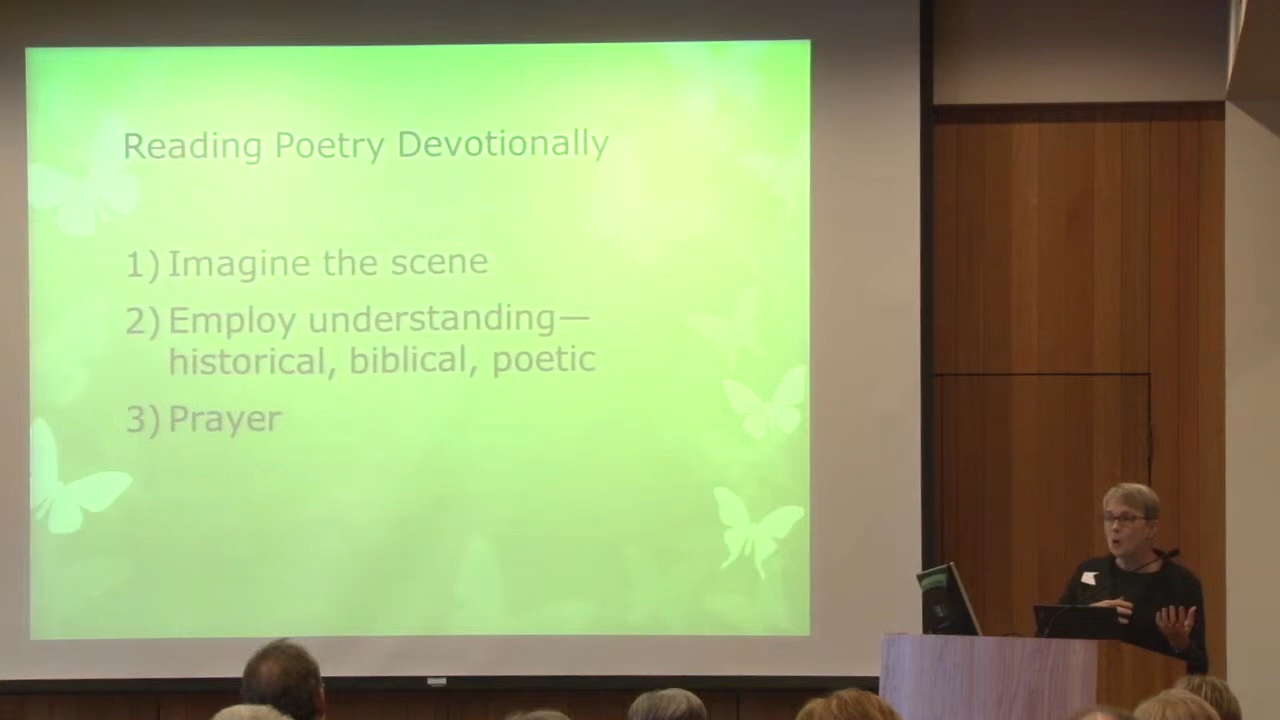 Reading Poetry Devotionally
1) Imagine the scene
2) Employ understanding—
historical, biblical, poetic
3) Prayer